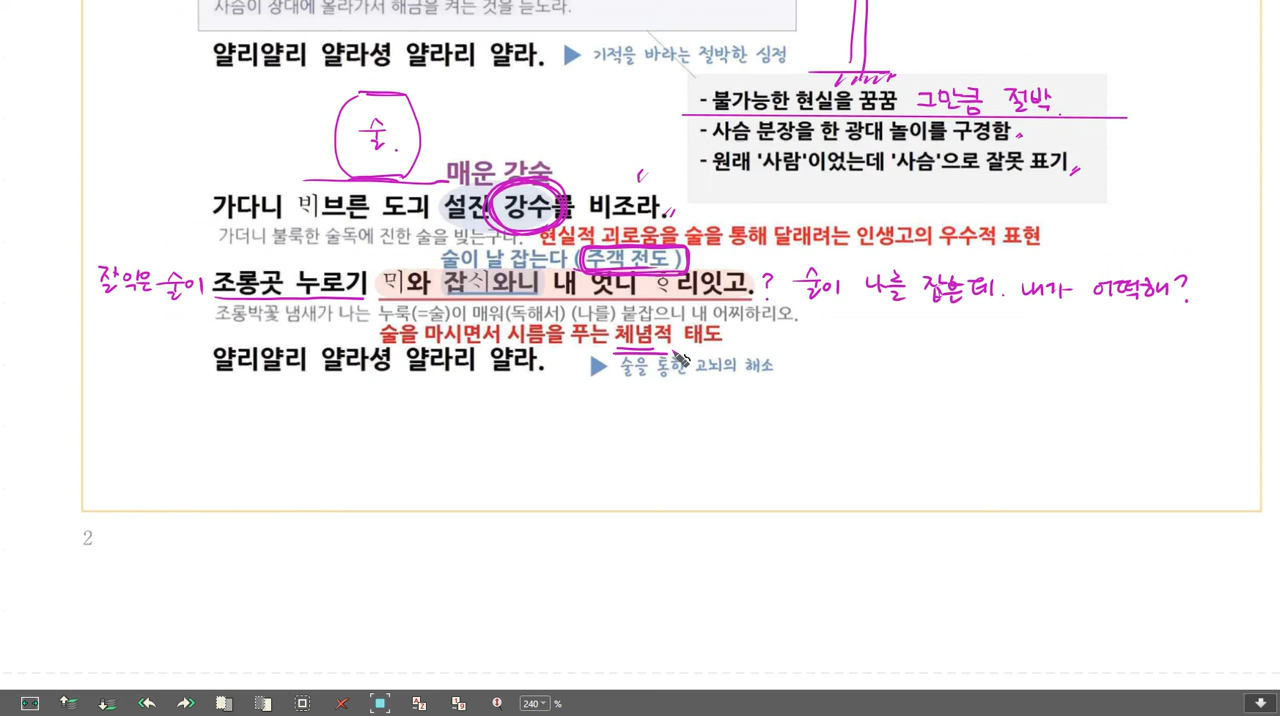 사슴이 장대에 올라가서 해금을 켜는 것을 듣노라.
얄리얄리 얄라셩 얄라리 얄라. ▶ 기적을 바라는 절박한 심정
- 불가능한 현실을 꿈꿈 그만큼 절박.
- 사슴 분장을 한 광대 놀이를 구경함
- 원래 '사람'이었는데 '사슴'으로 잘못 표기
술.
매운 강술
가다니 ᄇᆡ브른 도긔 설진 강수를 비조라.
가더니 불룩한 술독에 진한 술을 빚는구나. 현실적 괴로움을 술을 통해 달래려는 인생고의 우수적 표현
술이 날 잡는다 ( 주객 전도 )
잘 익은 술이 조롱곳 누로기 ᄆᆡ와 잡ᄉᆞ와니 내 엇디 ᄒᆞ리잇고. ? 술이 나를 잡는데. 내가 어떡해?
조롱박꽃 냄새가 나는 누룩(=술)이 매워(독해서) (나를) 붙잡으니 내 어찌하리오.
술을 마시면서 시름을 푸는 체념적 태도
얄리얄리 얄라셩 얄라리 얄라. ▶ 술을 통한 고뇌의 해소
2
240 %